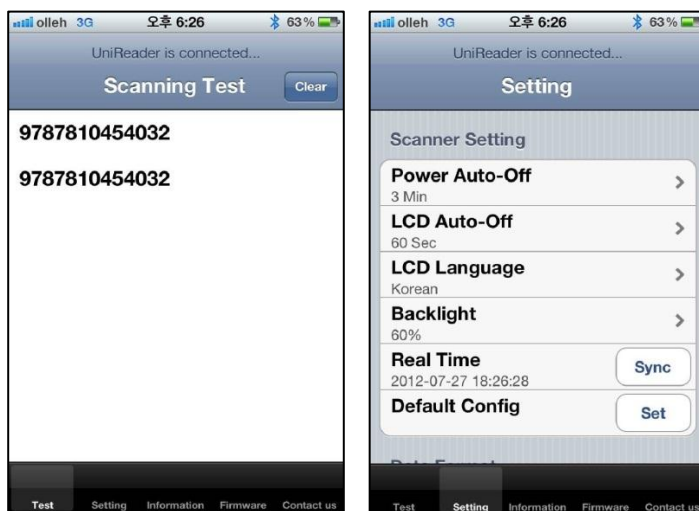 olleh 3G 오후 6:26 63%
UniReader is connected...
Scanning Test Clear
9787810454032
9787810454032
Test Setting Information Firmware Contact us
olleh 3G 오후 6:26 63%
UniReader is connected...
Setting
Scanner Setting
Power Auto-Off
3 Min
LCD Auto-Off
60 Sec
LCD Language
Korean
Backlight
60%
Real Time
2012-07-27 18:26:28
Sync
Default Config
Set
Test Setting Information Firmware Contact us